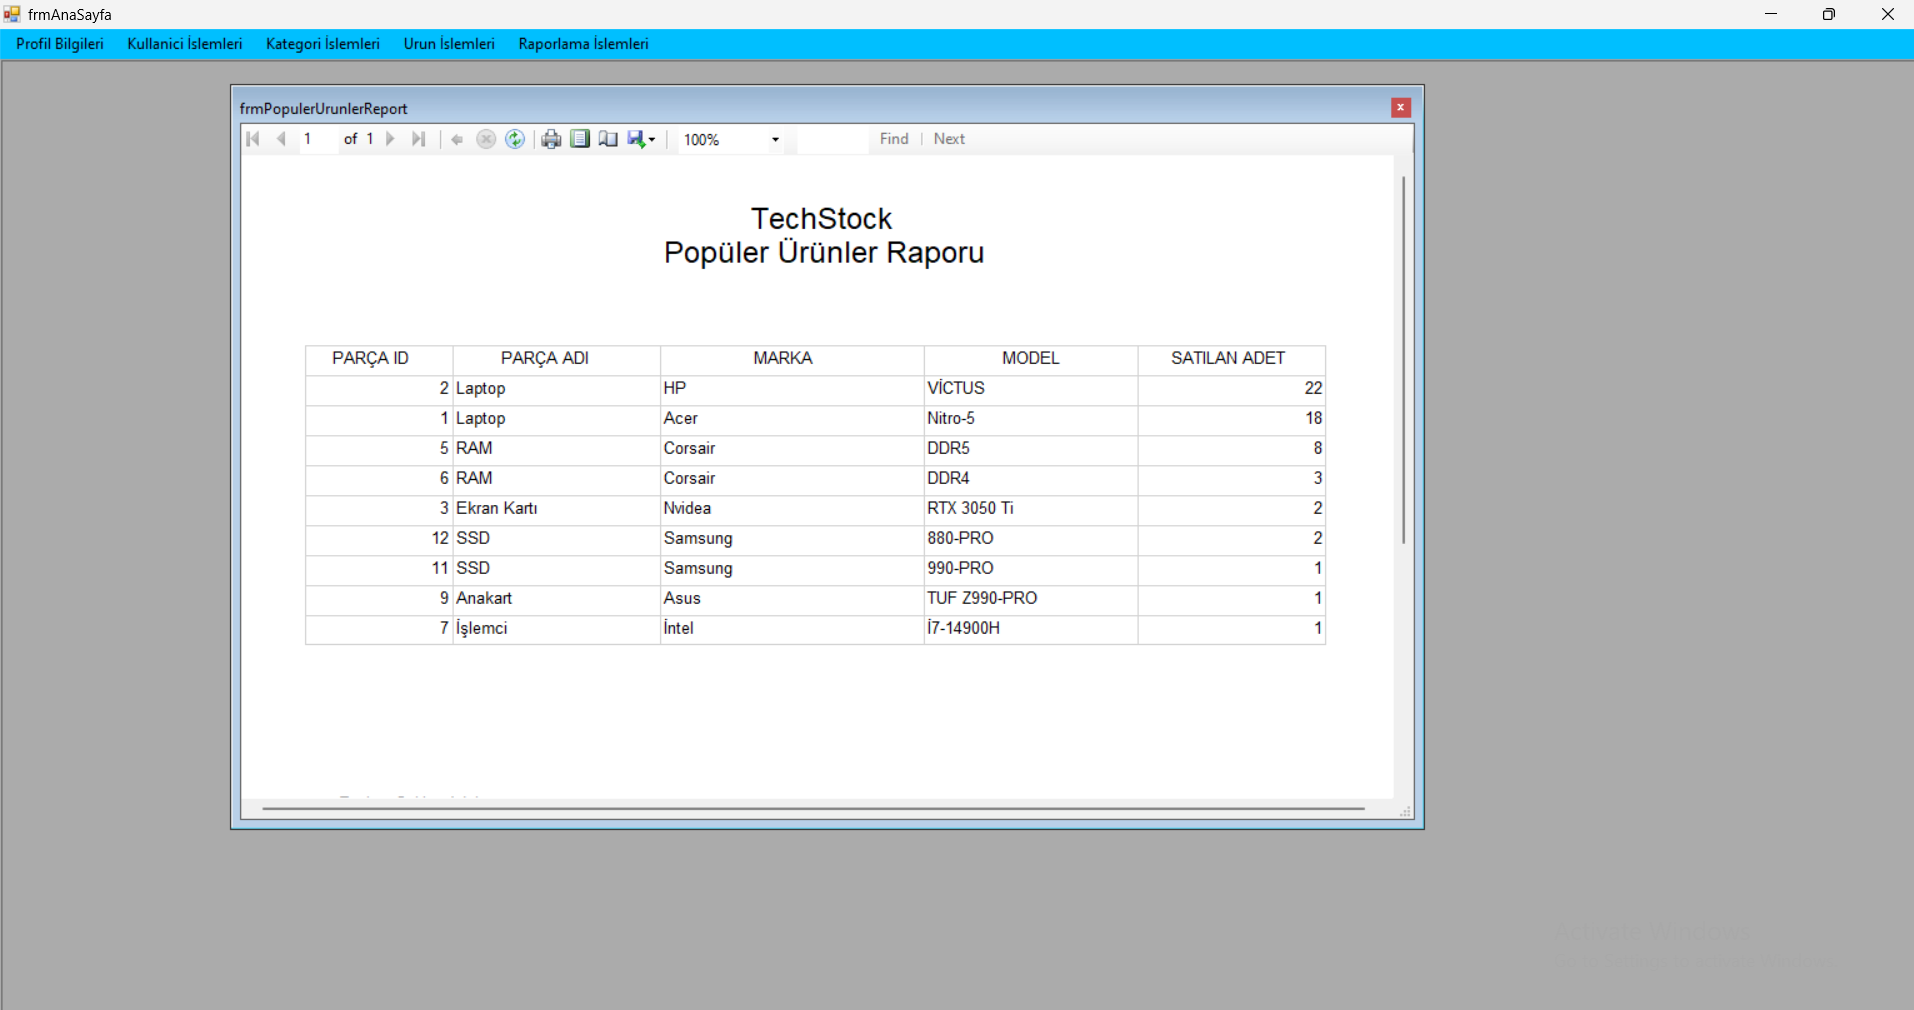 frmAnaSayfa
Profil Bilgileri Kullanici İslemleri Kategori İslemleri Urun İslemleri Raporlama İslemleri
frmPopulerUrunlerReport
1 of 1 100% Find Next
TechStock
Popüler Ürünler Raporu
PARÇA ID PARÇA ADI MARKA MODEL SATILAN ADET
2 Laptop HP VİCTUS 22
1 Laptop Acer Nitro-5 18
5 RAM Corsair DDR5 8
6 RAM Corsair DDR4 3
3 Ekran Kartı Nvidea RTX 3050 Ti 2
12 SSD Samsung 880-PRO 2
11 SSD Samsung 990-PRO 1
9 Anakart Asus TUF Z990-PRO 1
7 İşlemci İntel İ7-14900H 1